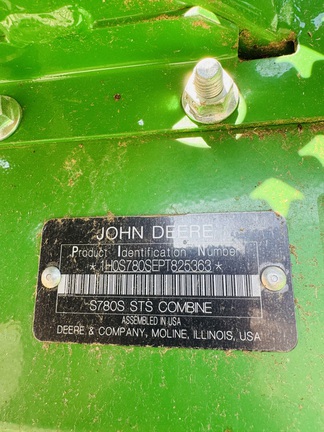 JOHN DEERE
Product Identification Number
*1H0S780SEPT825363*
S780S STS COMBINE
ASSEMBLED IN USA
DEERE & COMPANY, MOLINE, ILLINOIS, USA